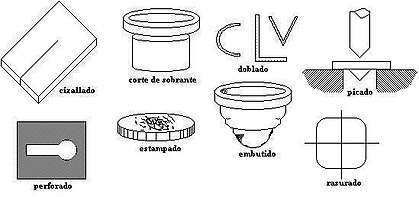 cizallado
corte de sobrante
doblado
picado
perforado
estampado
embutido
rasurado